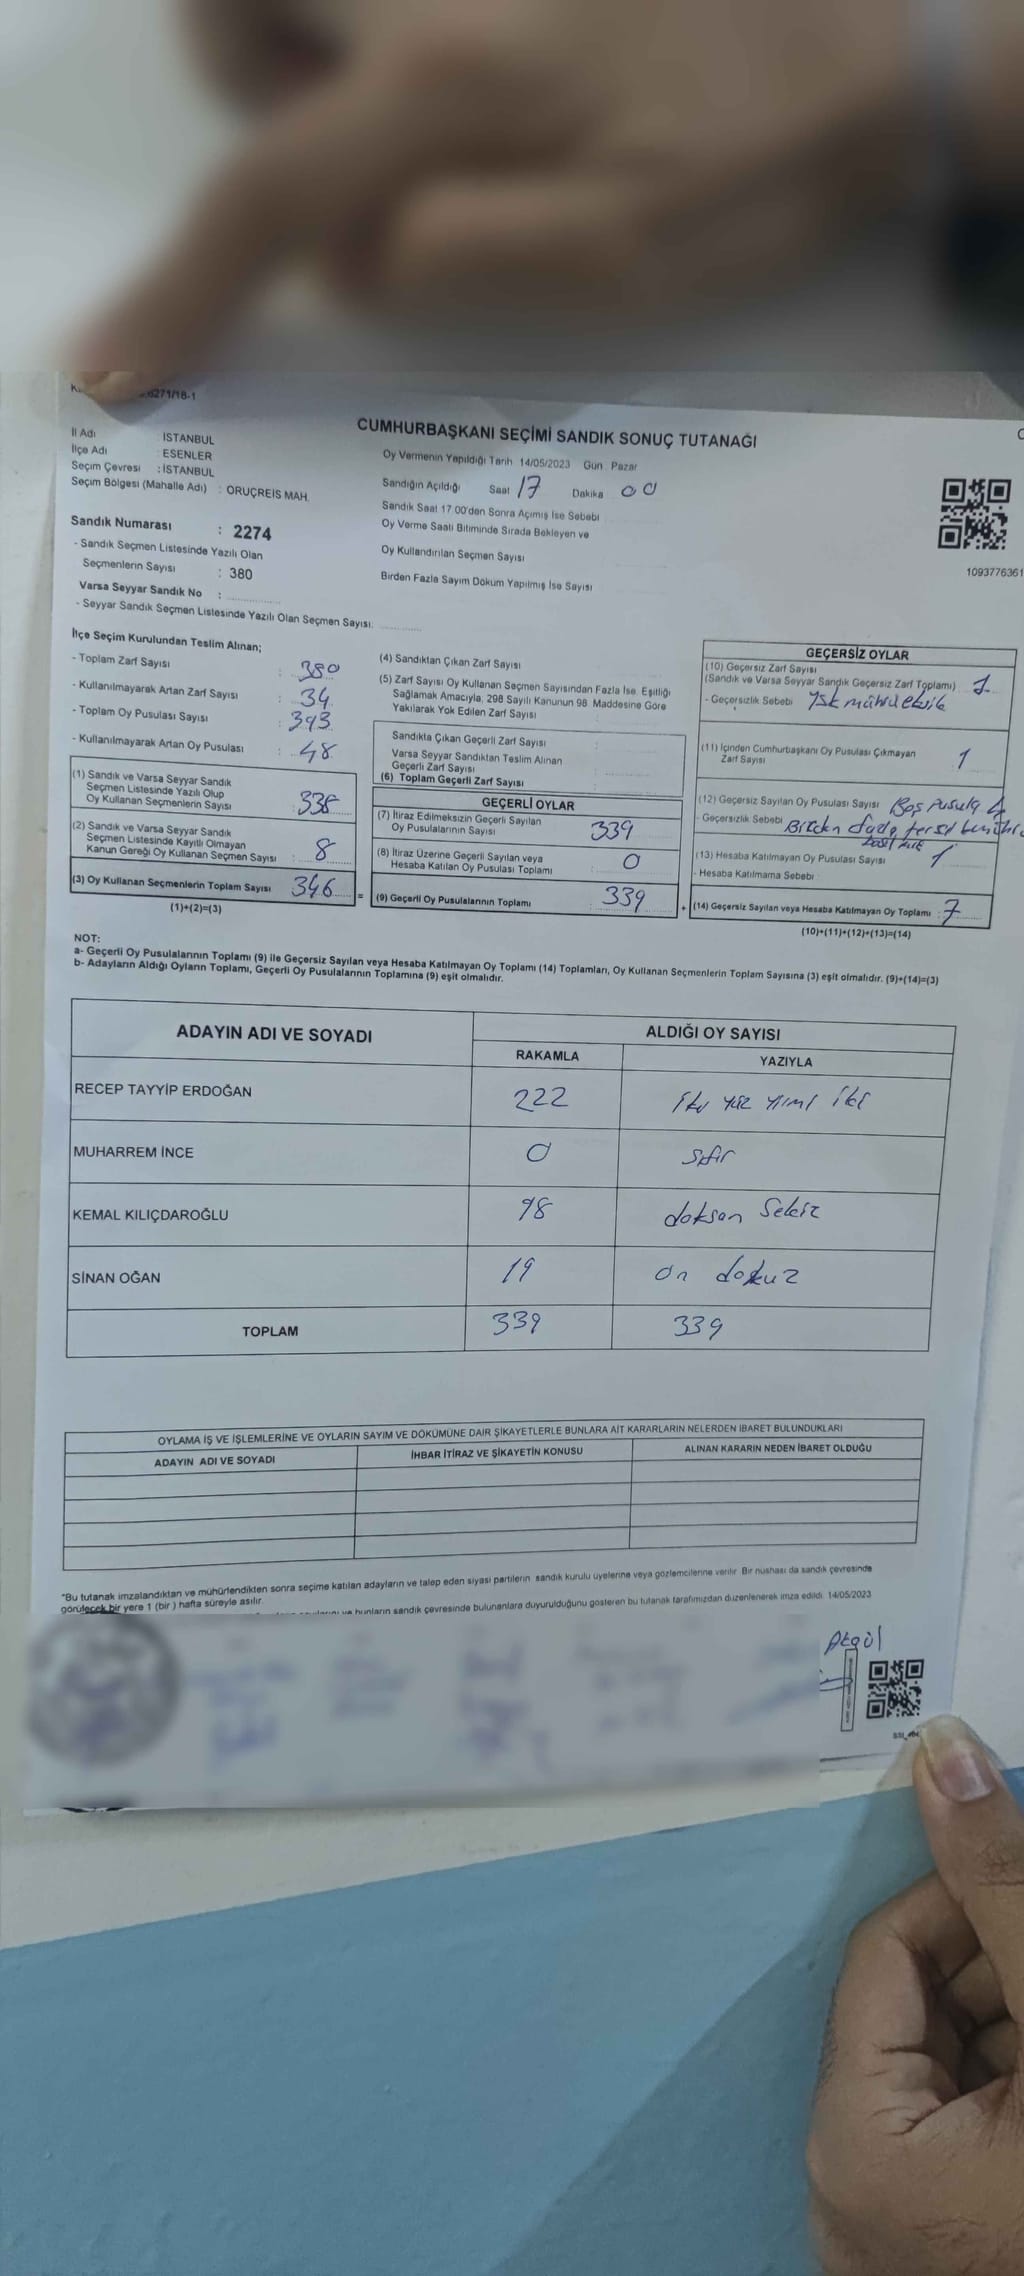 CUMHURBAŞKANI SEÇİMİ SANDIK SONUÇ TUTANAĞI
İl Adı : İSTANBUL
İlçe Adı : ESENLER
Seçim Çevresi : İSTANBUL
Seçim Bölgesi (Mahalle Adı) : ORUÇREİS MAH.
Sandık Numarası : 2274
- Sandık Seçmen Listesinde Yazılı Olan
Seçmenlerin Sayısı : 380
Varsa Seyyar Sandık No :
- Seyyar Sandık Seçmen Listesinde Yazılı Olan Seçmen Sayısı:
Oy Vermenin Yapıldığı Tarih 14/05/2023 Gün Pazar
Sandığın Açıldığı Saat 17 Dakika 00
Sandık Saat 17.00'den Sonra Açımış İse Sebebi
Oy Verme Saati Bitiminde Sırada Bekleyen ve
Oy Kullandırılan Seçmen Sayısı
Birden Fazla Sayım Döküm Yapılmış İse Sayısı
1093776361
İlçe Seçim Kurulundan Teslim Alınan;
- Toplam Zarf Sayısı : 380
- Kullanılmayarak Artan Zarf Sayısı : 34
- Toplam Oy Pusulası Sayısı : 393
- Kullanılmayarak Artan Oy Pusulası : 48
(1) Sandık ve Varsa Seyyar Sandık
Seçmen Listesinde Yazılı Olup
Oy Kullanan Seçmenlerin Sayısı : 338
(2) Sandık ve Varsa Seyyar Sandık
Seçmen Listesinde Kayıtlı Olmayan
Kanun Gereği Oy Kullanan Seçmen Sayısı : 8
(3) Oy Kullanan Seçmenlerin Toplam Sayısı 346
(1)+(2)=(3)
(4) Sandıktan Çıkan Zarf Sayısı
(5) Zarf Sayısı Oy Kullanan Seçmen Sayısından Fazla İse, Eşitliği
Sağlamak Amacıyla, 298 Sayılı Kanunun 98. Maddesine Göre
Yakılarak Yok Edilen Zarf Sayısı
Sandıkta Çıkan Geçerli Zarf Sayısı
Varsa Seyyar Sandıktan Teslim Alınan
Geçerli Zarf Sayısı
(6) Toplam Geçerli Zarf Sayısı
GEÇERLİ OYLAR
(7) İtiraz Edilmeksizin Geçerli Sayılan
Oy Pusulalarının Sayısı : 339
(8) İtiraz Üzerine Geçerli Sayılan veya
Hesaba Katılan Oy Pusulası Toplamı : 0
= (9) Geçerli Oy Pusulalarının Toplamı : 339
GEÇERSİZ OYLAR
(10) Geçersiz Zarf Sayısı
(Sandık ve Varsa Seyyar Sandık Geçersiz Zarf Toplamı) 1
- Geçersizlik Sebebi Ysk mührü eksik
(11) İçinden Cumhurbaşkanı Oy Pusulası Çıkmayan
Zarf Sayısı 1
(12) Geçersiz Sayılan Oy Pusulası Sayısı Boş pusula 4
- Geçersizlik Sebebi Birden fazla
(13) Hesaba Katılmayan Oy Pusulası Sayısı 1
- Hesaba Katılmama Sebebi
+ (14) Geçersiz Sayılan veya Hesaba Katılmayan Oy Toplamı : 7
(10)+(11)+(12)+(13)=(14)
NOT:
a- Geçerli Oy Pusulalarının Toplamı (9) ile Geçersiz Sayılan veya Hesaba Katılmayan Oy Toplamı (14) Toplamları, Oy Kullanan Seçmenlerin Toplam Sayısına (3) eşit olmalıdır. (9)+(14)=(3)
b- Adayların Aldığı Oyların Toplamı, Geçerli Oy Pusulalarının Toplamına (9) eşit olmalıdır.
ADAYIN ADI VE SOYADI ALDIĞI OY SAYISI
RAKAMLA YAZIYLA
RECEP TAYYİP ERDOĞAN 222 iki yüz yirmi iki
MUHARREM İNCE 0 sıfır
KEMAL KILIÇDAROĞLU 98 doksan sekiz
SİNAN OĞAN 19 on dokuz
TOPLAM 339 339
OYLAMA İŞ VE İŞLEMLERİNE VE OYLARIN SAYIM VE DÖKÜMÜNE DAİR ŞİKAYETLERLE BUNLARA AİT KARARLARIN NELERDEN İBARET BULUNDUKLARI
ADAYIN ADI VE SOYADI İHBAR İTİRAZ VE ŞİKAYETİN KONUSU ALINAN KARARIN NEDEN İBARET OLDUĞU
*Bu tutanak imzalandıktan ve mühürlendikten sonra seçime katılan adayların ve talep eden siyasi partilerin sandık kurulu üyelerine veya gözlemcilerine verilir. Bir nüshası da sandık çevresinde
görülecek bir yere 1 (bir) hafta süreyle asılır.
ve bunların sandık çevresinde bulunanlara duyurulduğunu gösteren bu tutanak tarafımızdan düzenlenerek imza edildi. 14/05/2023